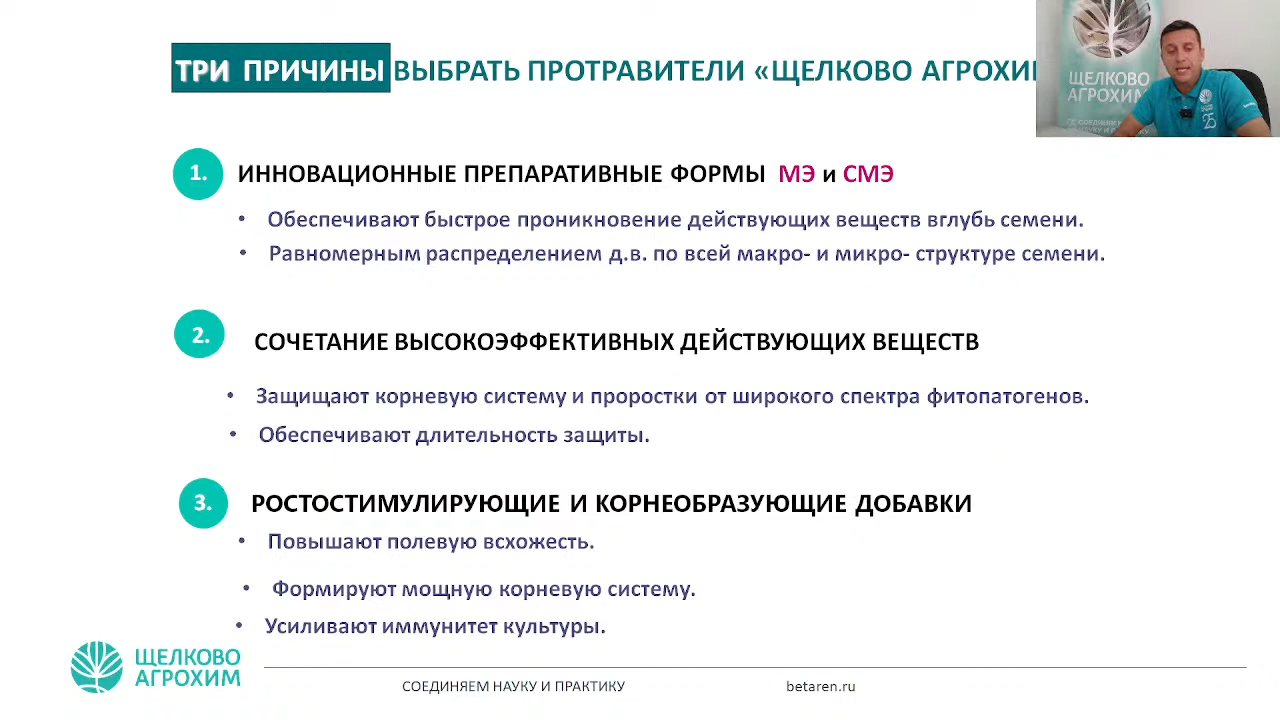 ТРИ ПРИЧИНЫ ВЫБРАТЬ ПРОТРАВИТЕЛИ «ЩЕЛКОВО
ЩЕЛКОВО
АГРОХИМ
25
1. ИННОВАЦИОННЫЕ ПРЕПАРАТИВНЫЕ ФОРМЫ МЭ и СМЭ
• Обеспечивают быстрое проникновение действующих веществ вглубь семени.
• Равномерным распределением д.в. по всей макро- и микро- структуре семени.
2. СОЧЕТАНИЕ ВЫСОКОЭФФЕКТИВНЫХ ДЕЙСТВУЮЩИХ ВЕЩЕСТВ
• Защищают корневую систему и проростки от широкого спектра фитопатогенов.
• Обеспечивают длительность защиты.
3. РОСТОСТИМУЛИРУЮЩИЕ И КОРНЕОБРАЗУЮЩИЕ ДОБАВКИ
• Повышают полевую всхожесть.
• Формируют мощную корневую систему.
• Усиливают иммунитет культуры.
ЩЕЛКОВО
АГРОХИМ
СОЕДИНЯЕМ НАУКУ И ПРАКТИКУ
betaren.ru